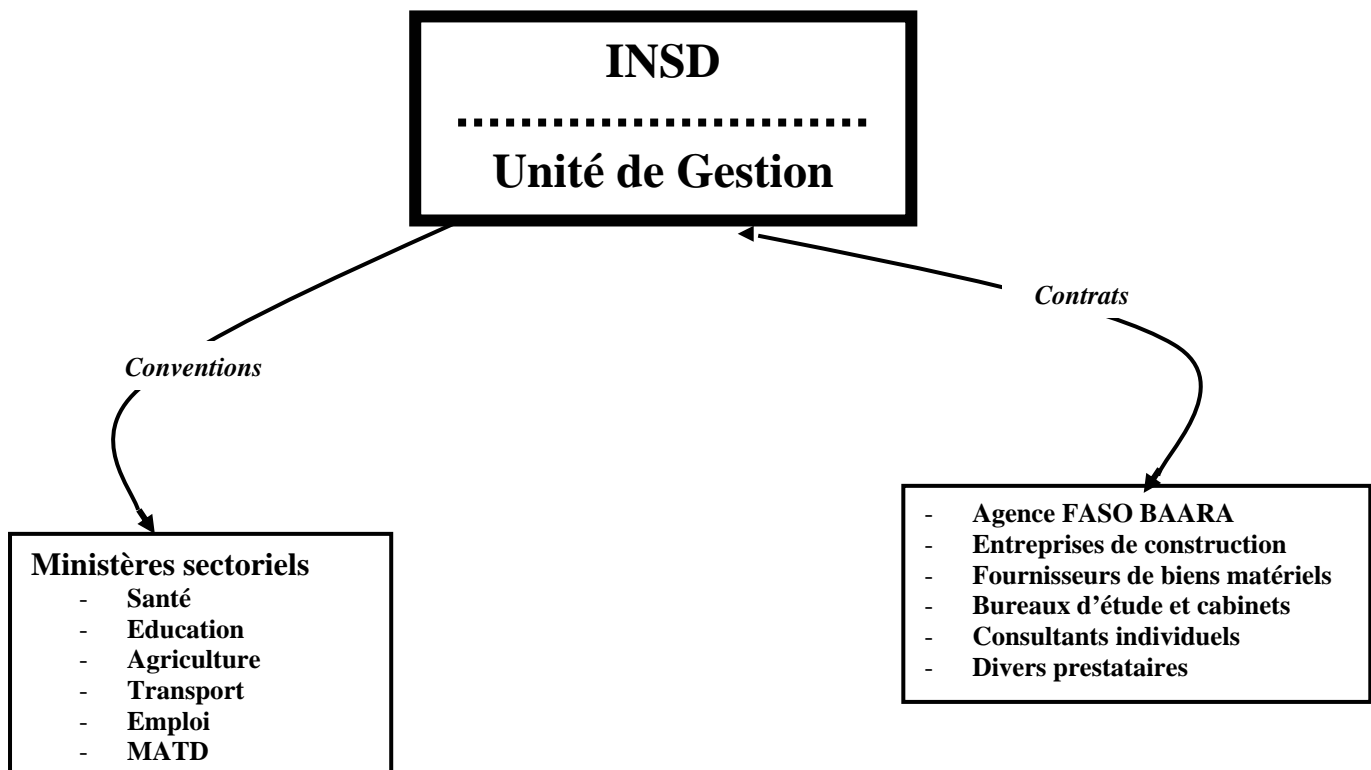 INSD
Unité de Gestion
Contrats
Conventions
- Agence FASO BAARA
- Entreprises de construction
- Fournisseurs de biens matériels
- Bureaux d’étude et cabinets
- Consultants individuels
- Divers prestataires
Ministères sectoriels
- Santé
- Education
- Agriculture
- Transport
- Emploi
- MATD